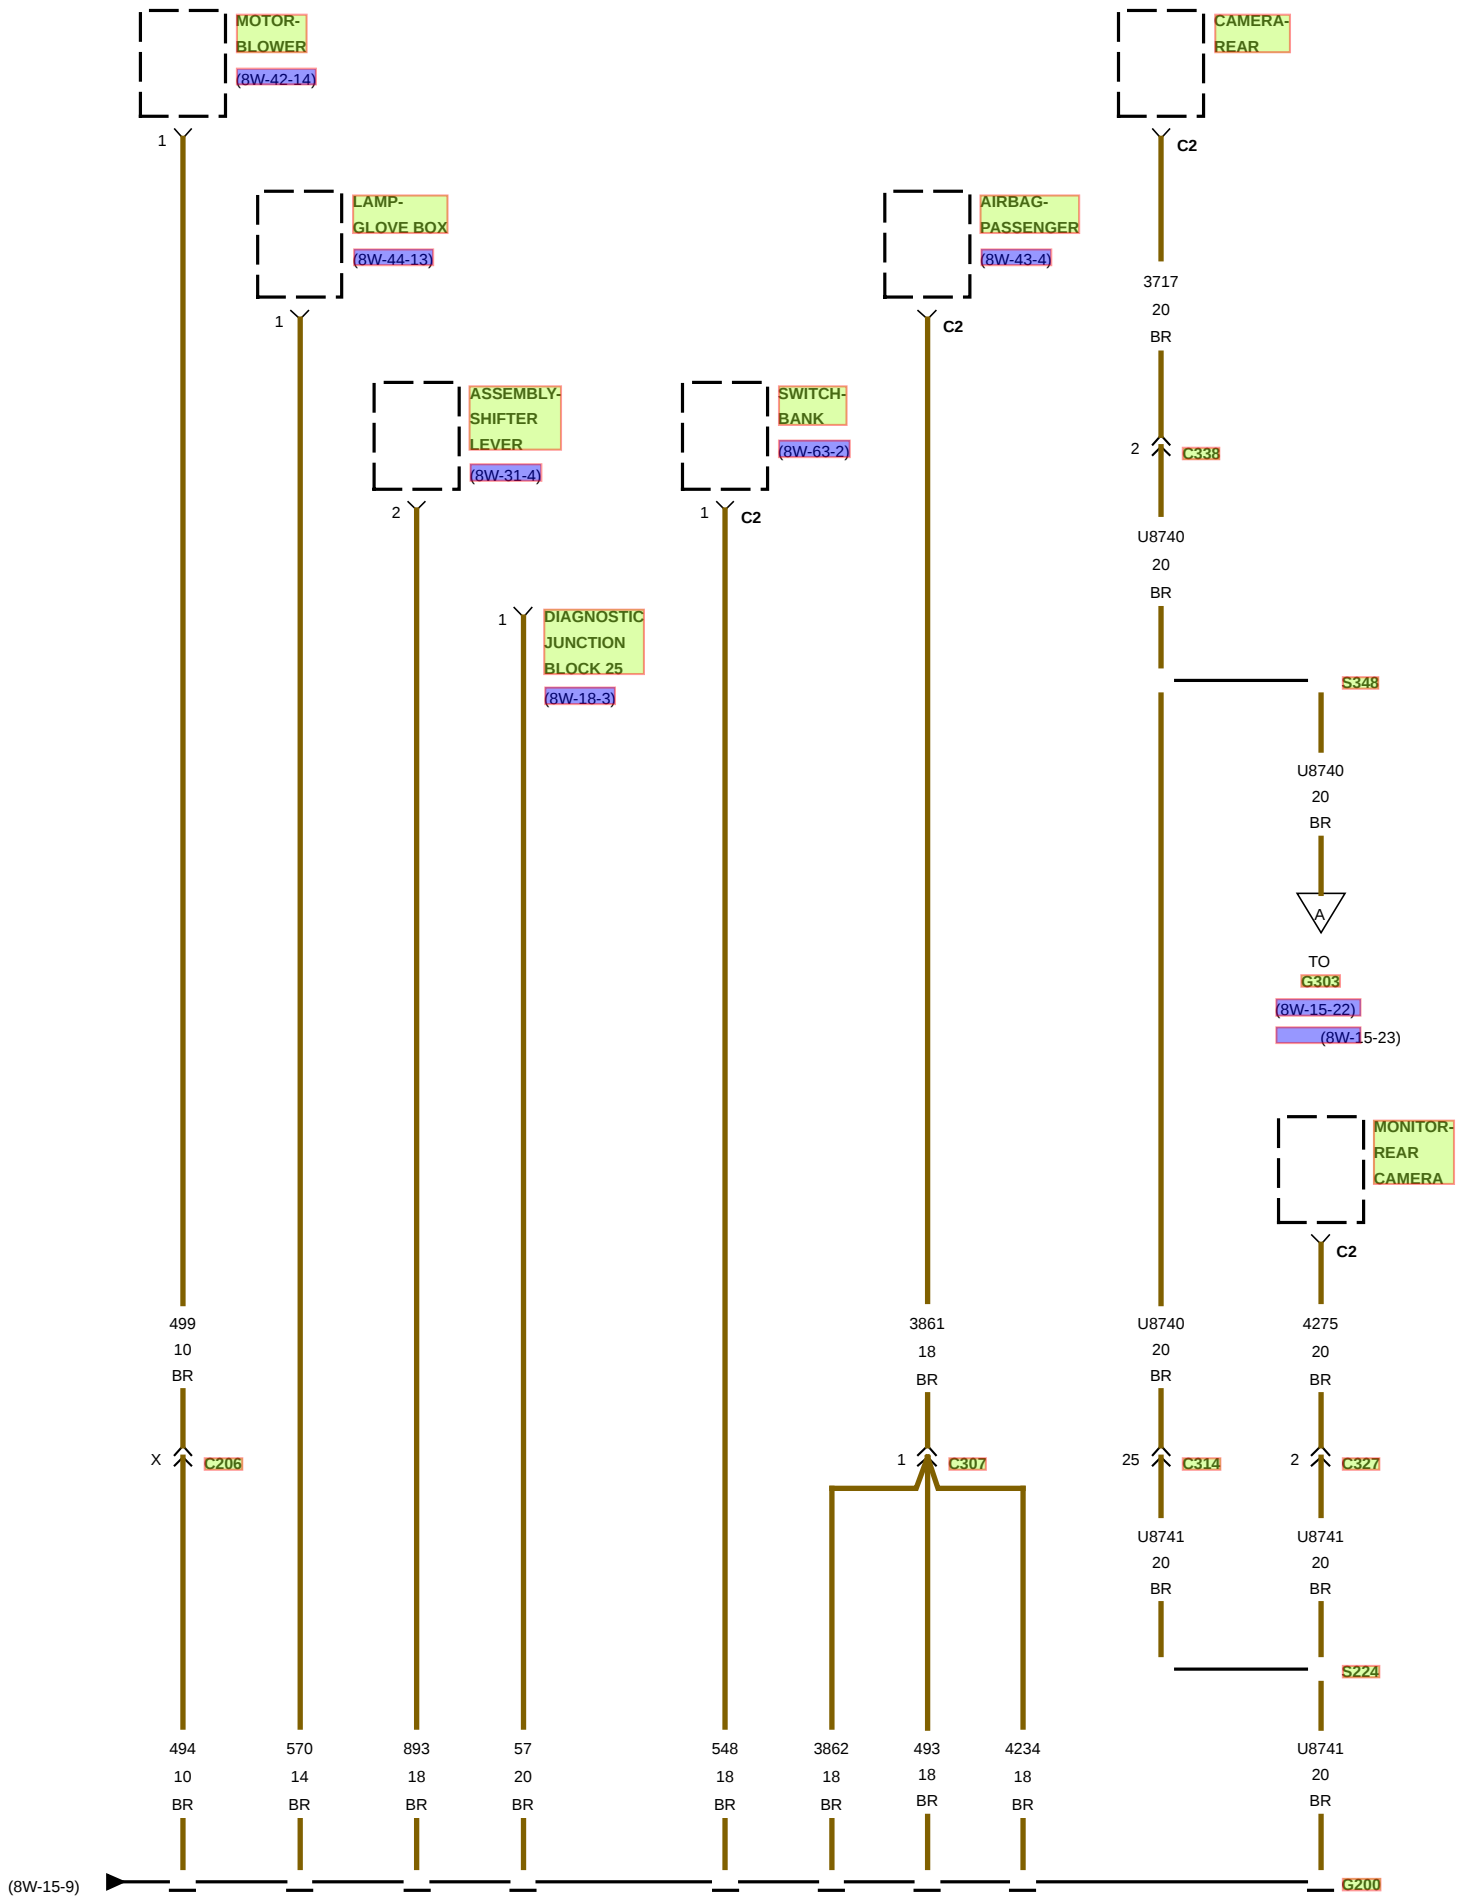 MOTOR-
BLOWER
(8W-42-14)
1
CAMERA-
REAR
C2
LAMP-
GLOVE BOX
(8W-44-13)
1
AIRBAG-
PASSENGER
(8W-43-4)
C2
3717
20
BR
ASSEMBLY-
SHIFTER
LEVER
(8W-31-4)
2
SWITCH-
BANK
(8W-63-2)
1
C2
2
C338
U8740
20
BR
1
DIAGNOSTIC
JUNCTION
BLOCK 25
(8W-18-3)
S348
U8740
20
BR
A
TO
G303
(8W-15-22)
(8W-15-23)
MONITOR-
REAR
CAMERA
C2
499
10
BR
3861
18
BR
U8740
20
BR
4275
20
BR
X
C206
1
C307
25
C314
2
C327
U8741
20
BR
U8741
20
BR
S224
494
10
BR
570
14
BR
893
18
BR
57
20
BR
548
18
BR
3862
18
BR
493
18
BR
4234
18
BR
U8741
20
BR
(8W-15-9)
G200